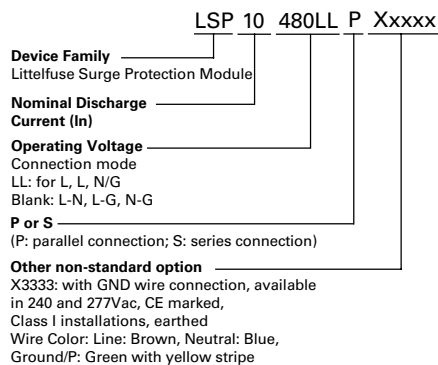 LSP 10 480LL P Xxxxx
Device Family
Littelfuse Surge Protection Module
Nominal Discharge
Current (In)
Operating Voltage
Connection mode
LL: for L, L, N/G
Blank: L-N, L-G, N-G
P or S
(P: parallel connection; S: series connection)
Other non-standard option
X3333: with GND wire connection, available
in 240 and 277Vac, CE marked,
Class I installations, earthed
Wire Color: Line: Brown, Neutral: Blue,
Ground/P: Green with yellow stripe